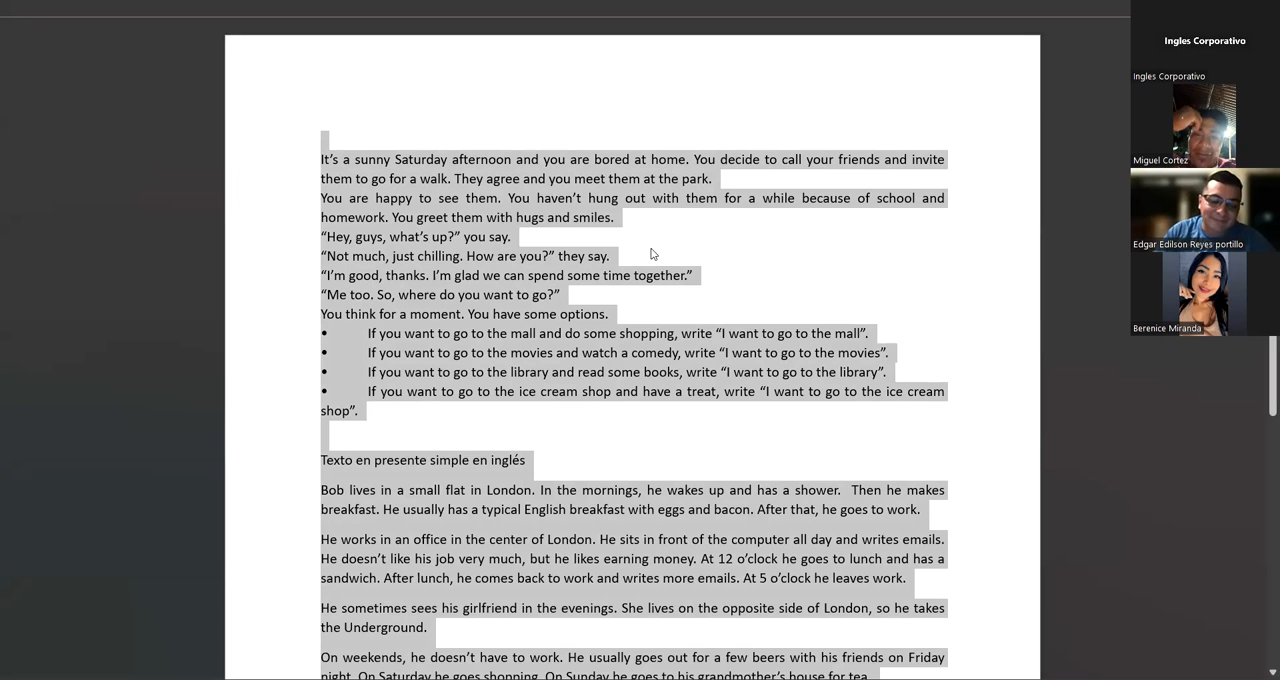 It’s a sunny Saturday afternoon and you are bored at home. You decide to call your friends and invite
them to go for a walk. They agree and you meet them at the park.
You are happy to see them. You haven’t hung out with them for a while because of school and
homework. You greet them with hugs and smiles.
“Hey, guys, what’s up?” you say.
“Not much, just chilling. How are you?” they say.
“I’m good, thanks. I’m glad we can spend some time together.”
“Me too. So, where do you want to go?”
You think for a moment. You have some options.
• If you want to go to the mall and do some shopping, write “I want to go to the mall”.
• If you want to go to the movies and watch a comedy, write “I want to go to the movies”.
• If you want to go to the library and read some books, write “I want to go to the library”.
• If you want to go to the ice cream shop and have a treat, write “I want to go to the ice cream
shop”.
Texto en presente simple en inglés
Bob lives in a small flat in London. In the mornings, he wakes up and has a shower. Then he makes
breakfast. He usually has a typical English breakfast with eggs and bacon. After that, he goes to work.
He works in an office in the center of London. He sits in front of the computer all day and writes emails.
He doesn’t like his job very much, but he likes earning money. At 12 o’clock he goes to lunch and has a
sandwich. After lunch, he comes back to work and writes more emails. At 5 o’clock he leaves work.
He sometimes sees his girlfriend in the evenings. She lives on the opposite side of London, so he takes
the Underground.
On weekends, he doesn’t have to work. He usually goes out for a few beers with his friends on Friday
night. On Saturday he goes shopping. On Sunday he goes to his grandmother’s house for tea.
Ingles Corporativo
Ingles Corporativo
Miguel Cortez
Edgar Edilson Reyes portillo
Berenice Miranda